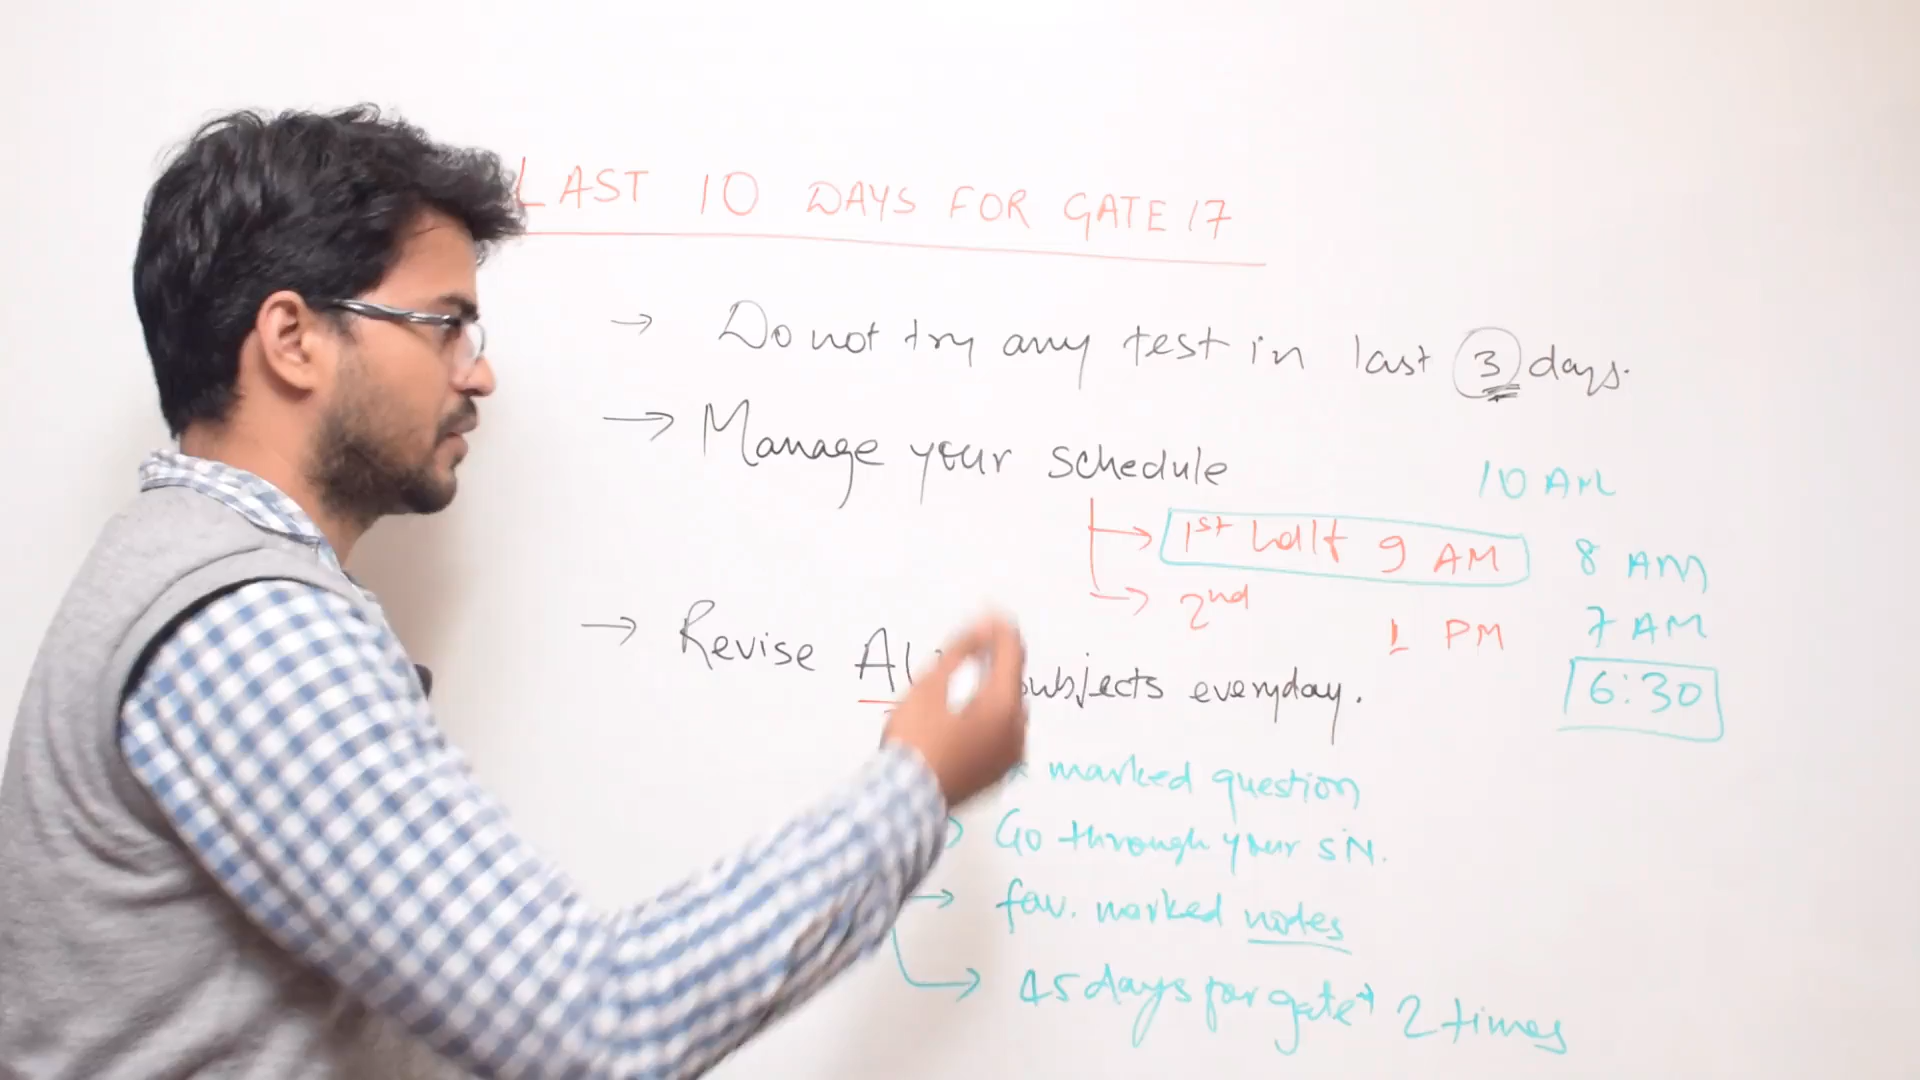 LAST 10 DAYS FOR GATE 17
→ Do not try any test in last 3 days.
→ Manage your schedule
10 AM
→ 1st half 9 AM
8 AM
→ 2nd
1 PM
7 AM
6:30
→ Revise All subjects everyday.
marked question
Go through your SN.
→ fav. marked notes
→ 45 days for gate 2 times